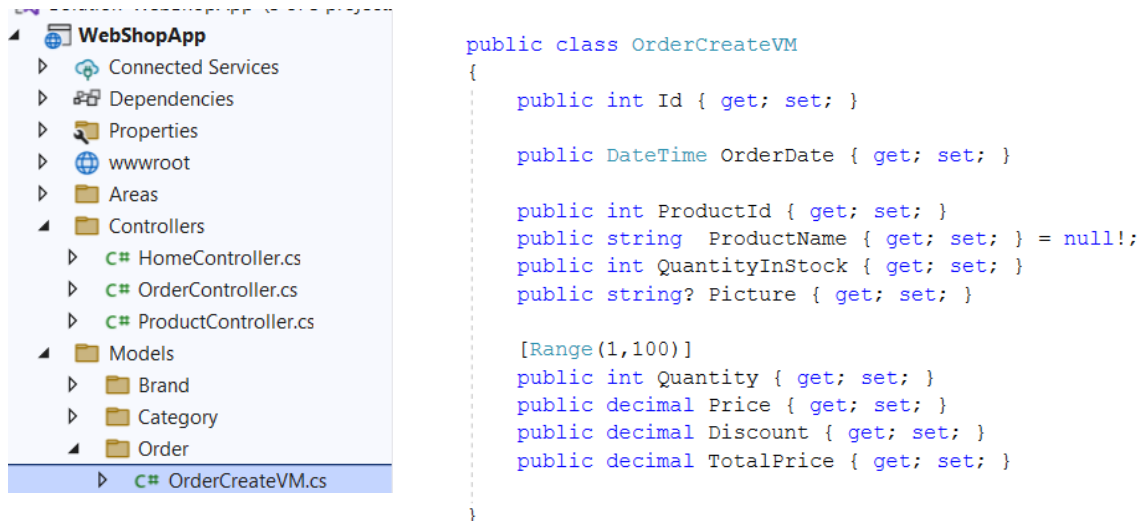 WebShopApp
Connected Services
Dependencies
Properties
wwwroot
Areas
Controllers
C# HomeController.cs
C# OrderController.cs
C# ProductController.cs
Models
Brand
Category
Order
C# OrderCreateVM.cs
public class OrderCreateVM
{
public int Id { get; set; }
public DateTime OrderDate { get; set; }
public int ProductId { get; set; }
public string  ProductName { get; set; } = null!;
public int QuantityInStock { get; set; }
public string? Picture { get; set; }
[Range(1,100)]
public int Quantity { get; set; }
public decimal Price { get; set; }
public decimal Discount { get; set; }
public decimal TotalPrice { get; set; }
}